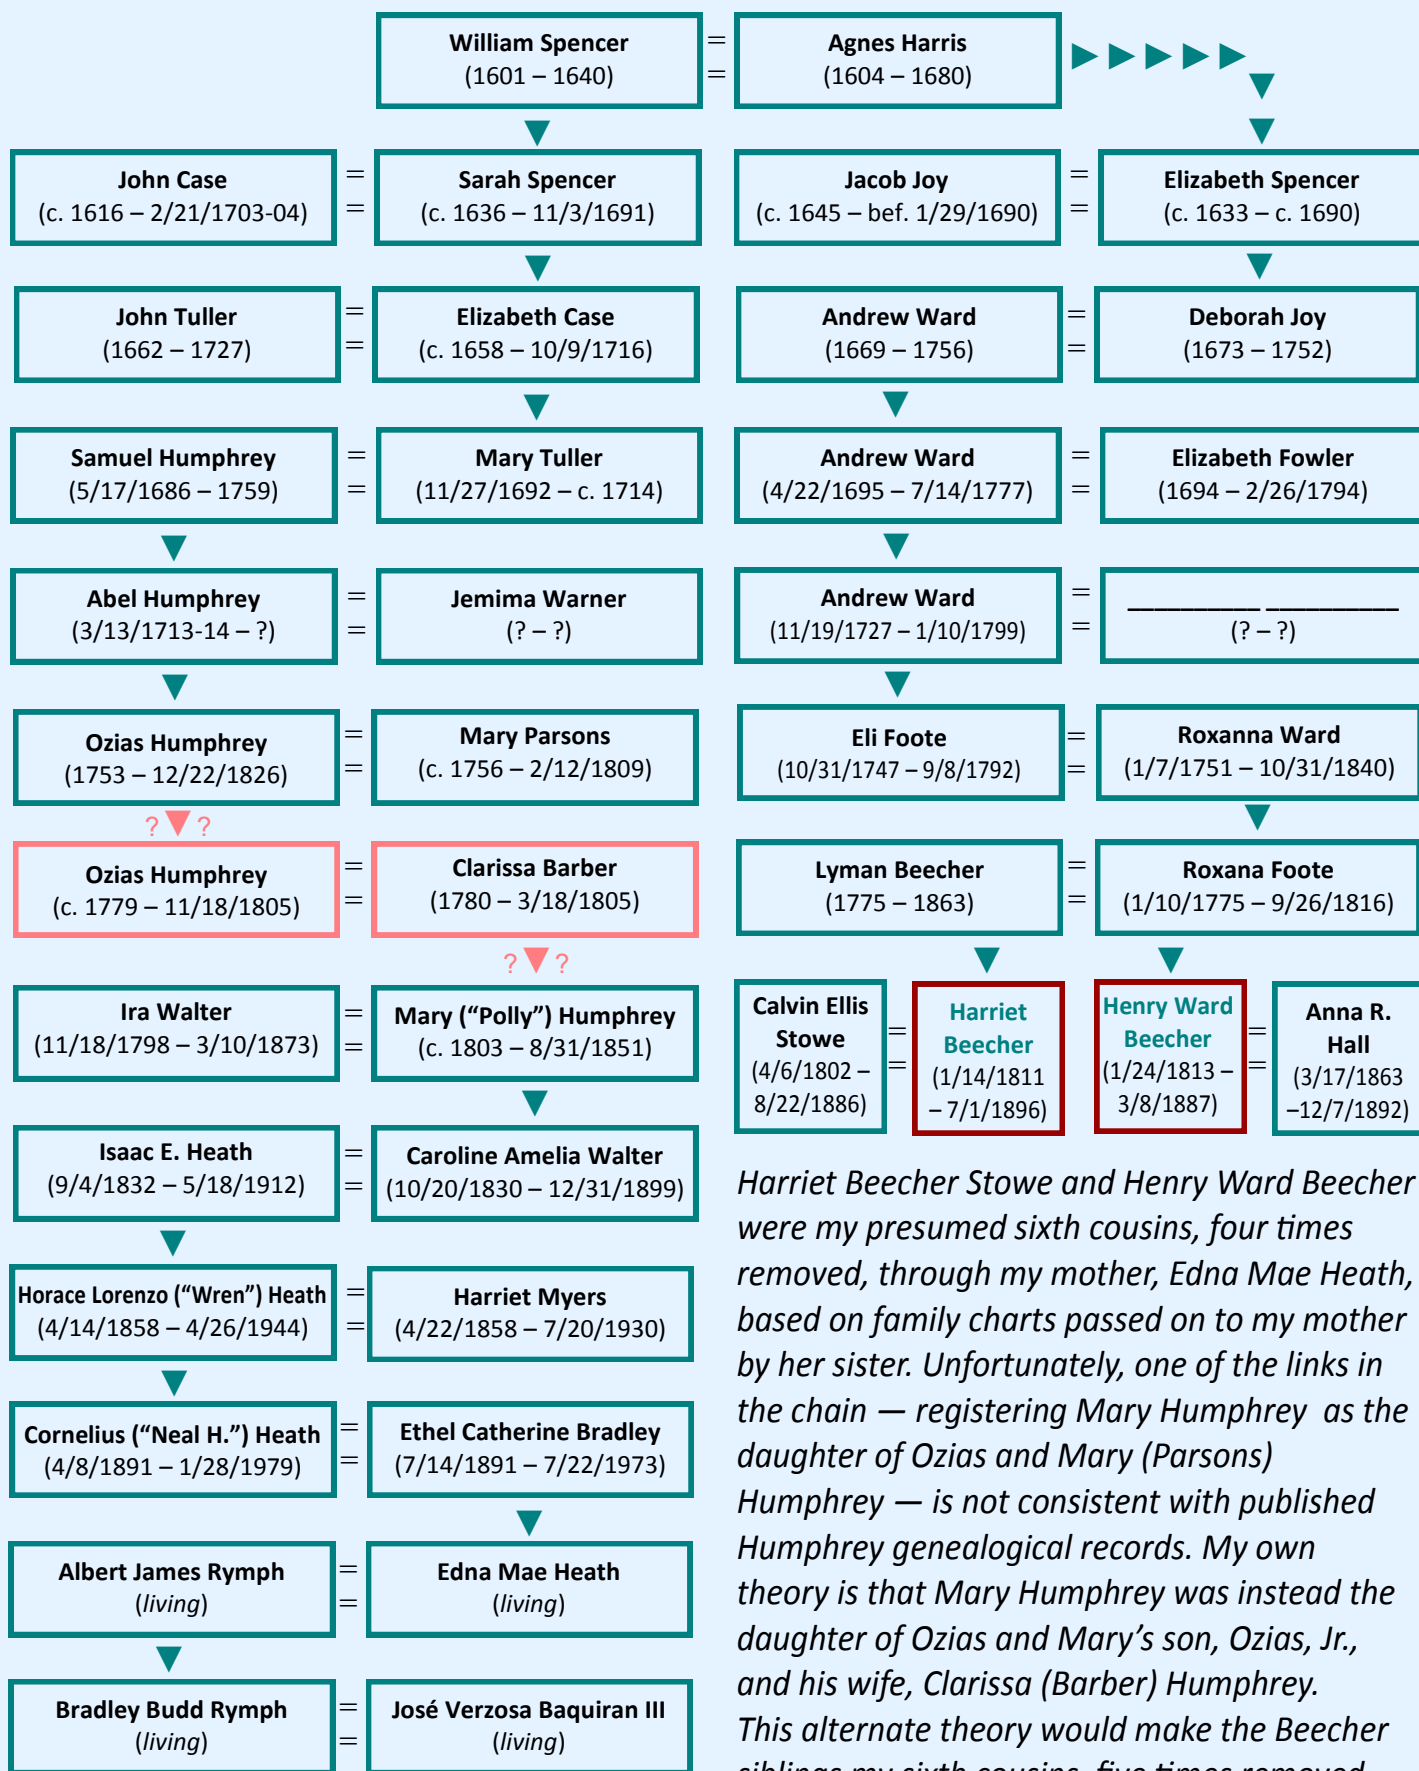 William Spencer
(1601 – 1640)
=
=
Agnes Harris
(1604 – 1680)
John Case
(c. 1616 – 2/21/1703-04)
=
=
Sarah Spencer
(c. 1636 – 11/3/1691)
Jacob Joy
(c. 1645 – bef. 1/29/1690)
=
=
Elizabeth Spencer
(c. 1633 – c. 1690)
John Tuller
(1662 – 1727)
=
=
Elizabeth Case
(c. 1658 – 10/9/1716)
Andrew Ward
(1669 – 1756)
=
=
Deborah Joy
(1673 – 1752)
Samuel Humphrey
(5/17/1686 – 1759)
=
=
Mary Tuller
(11/27/1692 – c. 1714)
Andrew Ward
(4/22/1695 – 7/14/1777)
=
=
Elizabeth Fowler
(1694 – 2/26/1794)
Abel Humphrey
(3/13/1713-14 – ?)
=
=
Jemima Warner
(? – ?)
Andrew Ward
(11/19/1727 – 1/10/1799)
=
=
__________ __________
(? – ?)
Ozias Humphrey
(1753 – 12/22/1826)
=
=
Mary Parsons
(c. 1756 – 2/12/1809)
Eli Foote
(10/31/1747 – 9/8/1792)
=
=
Roxanna Ward
(1/7/1751 – 10/31/1840)
? ?
Ozias Humphrey
(c. 1779 – 11/18/1805)
=
=
Clarissa Barber
(1780 – 3/18/1805)
Lyman Beecher
(1775 – 1863)
=
=
Roxana Foote
(1/10/1775 – 9/26/1816)
? ?
Ira Walter
(11/18/1798 – 3/10/1873)
=
=
Mary (“Polly”) Humphrey
(c. 1803 – 8/31/1851)
Calvin Ellis
Stowe
(4/6/1802 –
8/22/1886)
=
=
Harriet
Beecher
(1/14/1811
– 7/1/1896)
Henry Ward
Beecher
(1/24/1813 –
3/8/1887)
=
=
Anna R.
Hall
(3/17/1863
–12/7/1892)
Isaac E. Heath
(9/4/1832 – 5/18/1912)
=
=
Caroline Amelia Walter
(10/20/1830 – 12/31/1899)
Horace Lorenzo (“Wren”) Heath
(4/14/1858 – 4/26/1944)
=
=
Harriet Myers
(4/22/1858 – 7/20/1930)
Cornelius (“Neal H.”) Heath
(4/8/1891 – 1/28/1979)
=
=
Ethel Catherine Bradley
(7/14/1891 – 7/22/1973)
Albert James Rymph
(living)
=
=
Edna Mae Heath
(living)
Bradley Budd Rymph
(living)
=
=
José Verzosa Baquiran III
(living)
Harriet Beecher Stowe and Henry Ward Beecher
were my presumed sixth cousins, four times
removed, through my mother, Edna Mae Heath,
based on family charts passed on to my mother
by her sister. Unfortunately, one of the links in
the chain — registering Mary Humphrey as the
daughter of Ozias and Mary (Parsons)
Humphrey — is not consistent with published
Humphrey genealogical records. My own
theory is that Mary Humphrey was instead the
daughter of Ozias and Mary’s son, Ozias, Jr.,
and his wife, Clarissa (Barber) Humphrey.
This alternate theory would make the Beecher
siblings my sixth cousins, five times removed